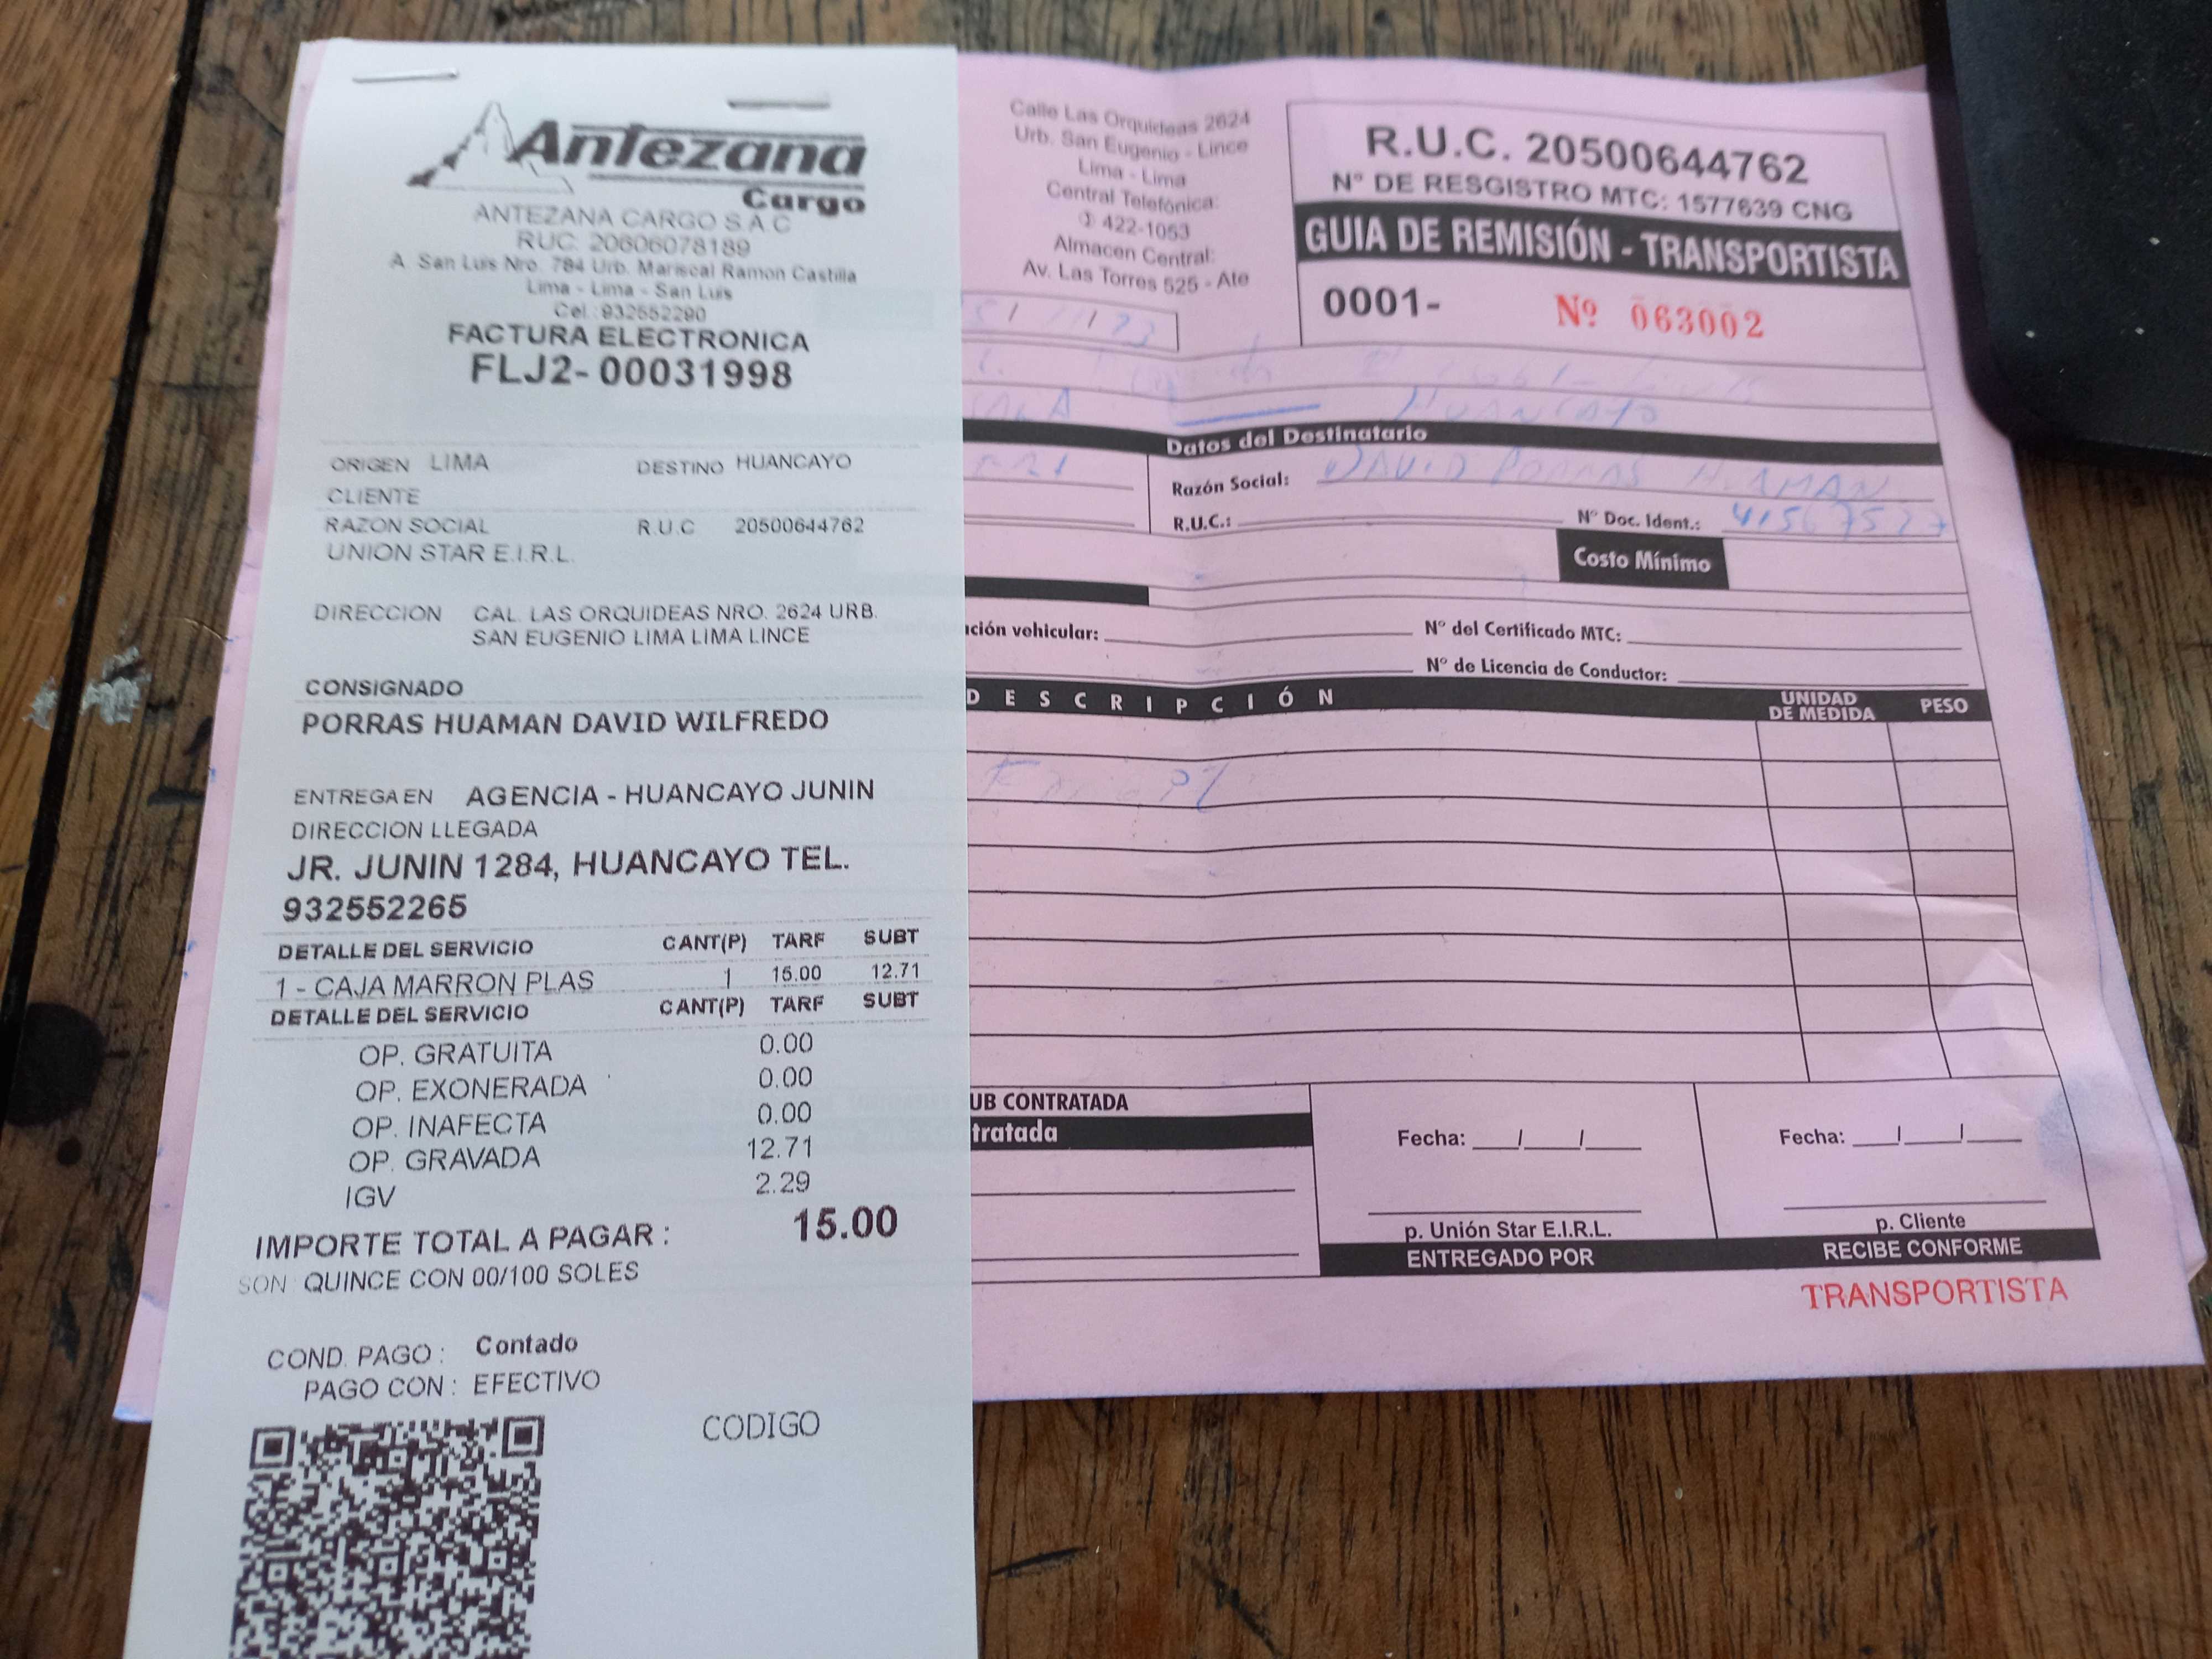 Antezana
Cargo
ANTEZANA CARGO S.A.C
RUC: 20606078189
A. San Luis Nro. 784 Urb. Mariscal Ramon Castilla
Lima - Lima - San Luis
Cel.:932552290
FACTURA ELECTRONICA
FLJ2- 00031998
ORIGEN LIMA DESTINO HUANCAYO
CLIENTE
RAZON SOCIAL R.U.C 20500644762
UNION STAR E.I.R.L.
DIRECCION CAL. LAS ORQUIDEAS NRO. 2624 URB.
SAN EUGENIO LIMA LIMA LINCE
CONSIGNADO
PORRAS HUAMAN DAVID WILFREDO
ENTREGA EN AGENCIA - HUANCAYO JUNIN
DIRECCION LLEGADA
JR. JUNIN 1284, HUANCAYO TEL.
932552265
DETALLE DEL SERVICIO CANT(P) TARF SUBT
1 - CAJA MARRON PLAS 1 15.00 12.71
DETALLE DEL SERVICIO CANT(P) TARF SUBT
OP. GRATUITA 0.00
OP. EXONERADA 0.00
OP. INAFECTA 0.00
OP. GRAVADA 12.71
IGV 2.29
IMPORTE TOTAL A PAGAR : 15.00
SON: QUINCE CON 00/100 SOLES
COND. PAGO : Contado
PAGO CON : EFECTIVO
CODIGO
Calle Las Orquideas 2624
Urb. San Eugenio - Lince
Lima - Lima
Central Telefónica:
422-1053
Almacen Central:
Av. Las Torres 525 - Ate
R.U.C. 20500644762
N° DE RESGISTRO MTC: 1577639 CNG
GUIA DE REMISIÓN - TRANSPORTISTA
0001- Nº 063002
HUANCAYO
Datos del Destinatario
Razón Social: DAVID PORRAS HUAMAN
R.U.C.: N° Doc. Ident.: 41567527
Costo Mínimo
ción vehicular: N° del Certificado MTC:
N° de Licencia de Conductor:
DESCRIPCIÓN UNIDAD DE MEDIDA PESO
UB CONTRATADA
tratada
Fecha: __/__/__ Fecha: __/__/__
p. Unión Star E.I.R.L. p. Cliente
ENTREGADO POR RECIBE CONFORME
TRANSPORTISTA